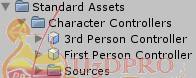 Standard Assets
Character Controllers
3rd Person Controller
First Person Controller
Sources